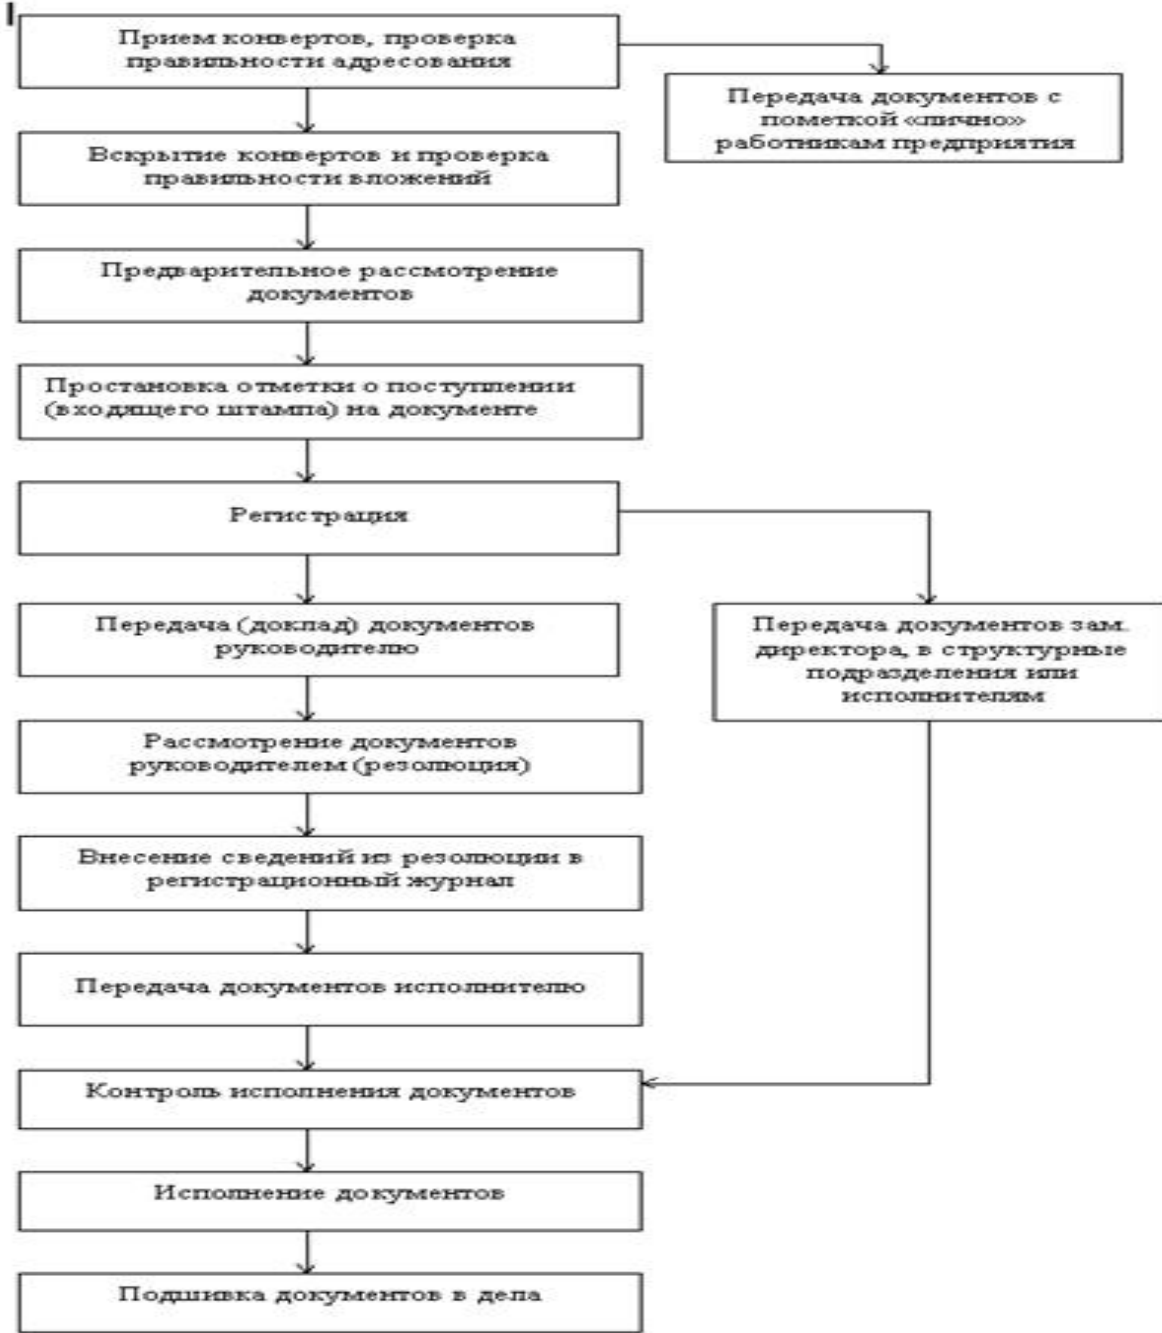 Прием конвертов, проверка
правильности адресования
Передача документов с
пометкой «лично»
работникам предприятия
Вскрытие конвертов и проверка
правильности вложений
Предварительное рассмотрение
документов
Простановка отметки о поступлении
(входящего штампа) на документе
Регистрация
Передача (доклад) документов
руководителю
Передача документов зам.
директора, в структурные
подразделения или
исполнителям
Рассмотрение документов
руководителем (резолюция)
Внесение сведений из резолюции в
регистрационный журнал
Передача документов исполнителю
Контроль исполнения документов
Исполнение документов
Подшивка документов в дела